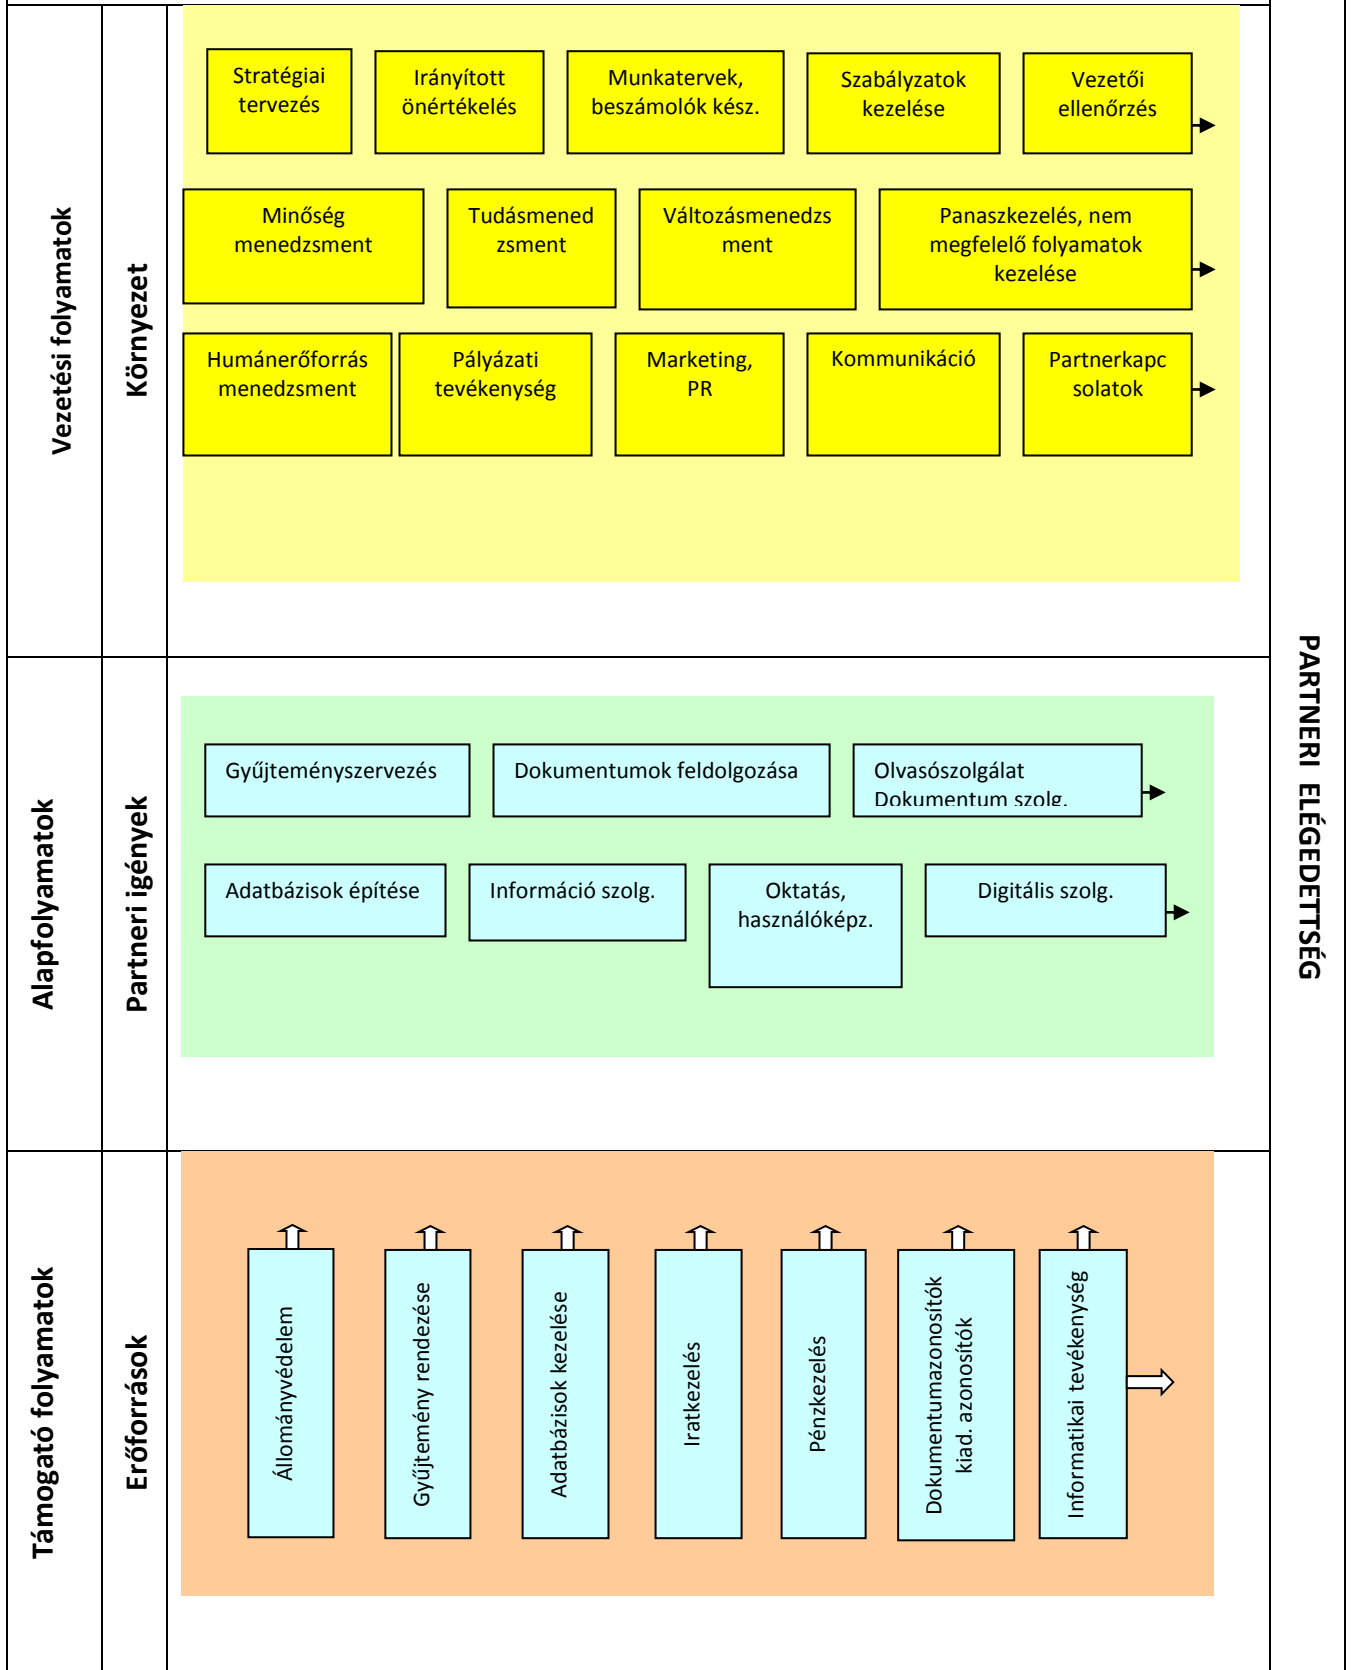 Vezetési folyamatok
Környezet
Stratégiai
tervezés
Irányított
önértékelés
Munkatervek,
beszámolók kész.
Szabályzatok
kezelése
Vezetői
ellenőrzés
Minőség
menedzsment
Tudásmened
zsment
Változásmenedzs
ment
Panaszkezelés, nem
megfelelő folyamatok
kezelése
Humánerőforrás
menedzsment
Pályázati
tevékenység
Marketing,
PR
Kommunikáció
Partnerkapc
solatok
Alapfolyamatok
Partneri igények
Gyűjteményszervezés
Dokumentumok feldolgozása
Olvasószolgálat
Dokumentum szolg.
Adatbázisok építése
Információ szolg.
Oktatás,
használóképz.
Digitális szolg.
Támogató folyamatok
Erőforrások
Állományvédelem
Gyűjtemény rendezése
Adatbázisok kezelése
Iratkezelés
Pénzkezelés
Dokumentumazonosítók
kiad. azonosítók
Informatikai tevékenység
PARTNERI ELÉGEDETTSÉG